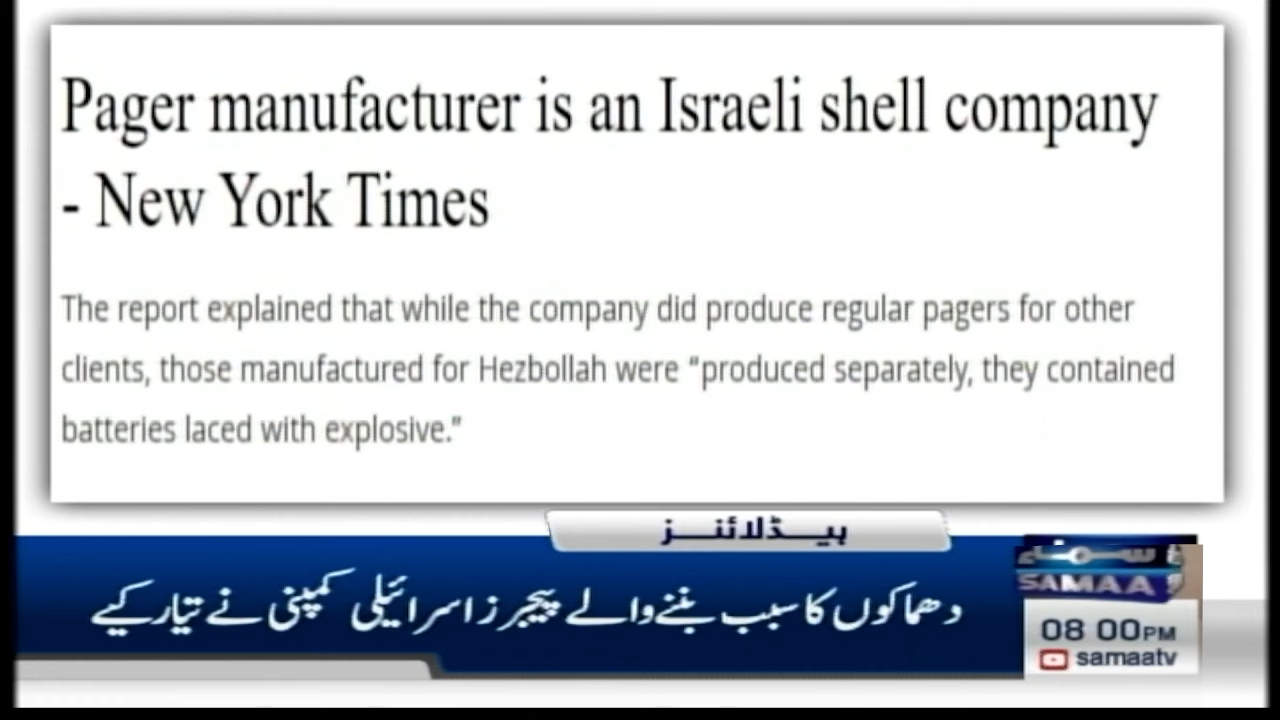 Pager manufacturer is an Israeli shell company
- New York Times
The report explained that while the company did produce regular pagers for other
clients, those manufactured for Hezbollah were “produced separately, they contained
batteries laced with explosive.”
ہیڈلائنز
دھماکوں کا سبب بننے والے پیجرز اسرائیلی کمپنی نے تیار کیے
SAMAA
08 00PM
samaatv